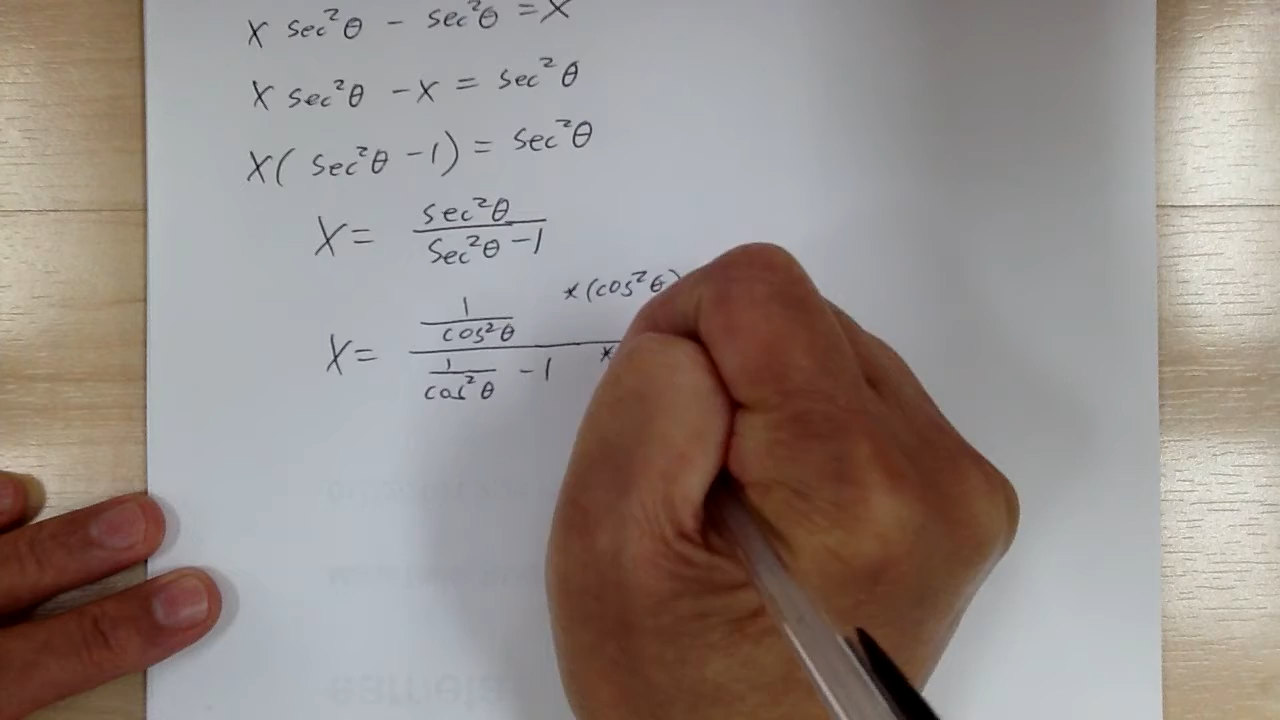 x sec²θ - sec²θ = x
x sec²θ - x = sec²θ
x( sec²θ - 1) = sec²θ
x = sec²θ / sec²θ - 1
x = 1/cos²θ *(cos²θ) / 1/cos²θ - 1 *